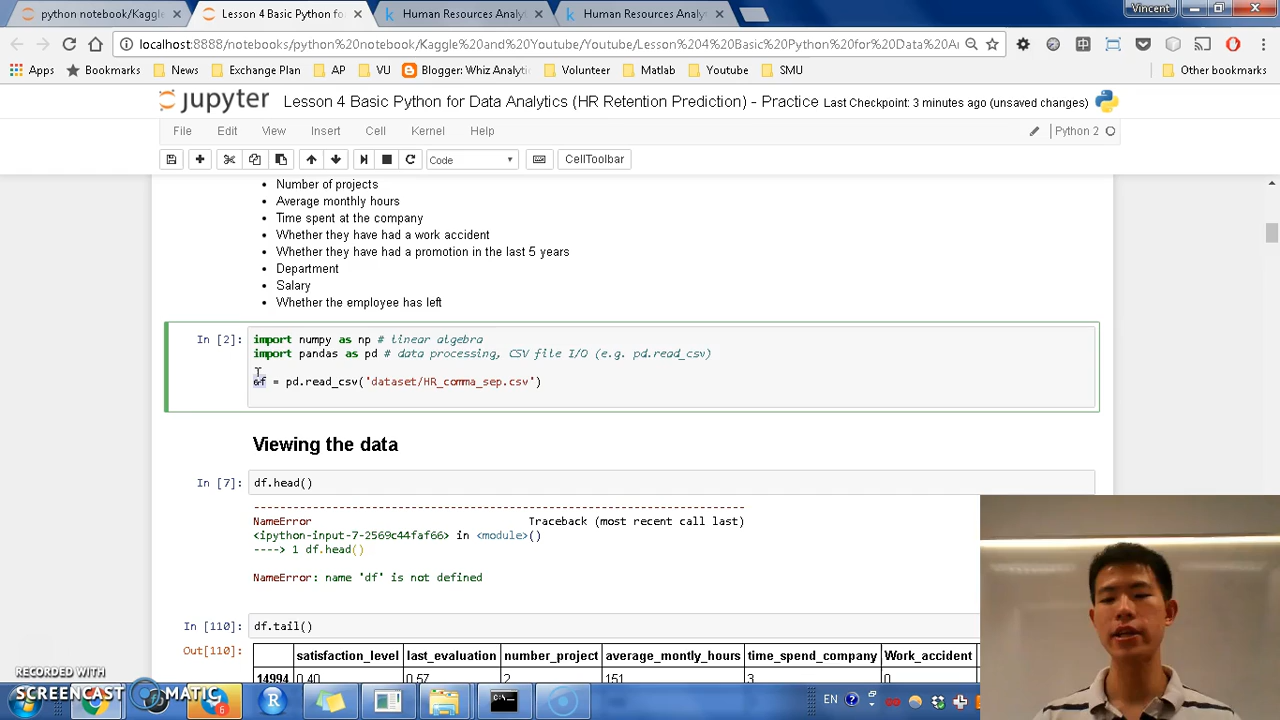 python notebook/Kaggle
Lesson 4 Basic Python fo
Human Resources Analyt
Human Resources Analyt
Vincent
localhost:8888/notebooks/python%20notebook/Kaggle%20and%20Youtube/Youtube/Lesson%204%20Basic%20Python%20for%20Data%20A
Apps
Bookmarks
News
Exchange Plan
AP
VU
Blogger: Whiz Analyti
Volunteer
Matlab
Youtube
SMU
Other bookmarks
jupyter
Lesson 4 Basic Python for Data Analytics (HR Retention Prediction) - Practice Last Checkpoint: 3 minutes ago (unsaved changes)
File Edit View Insert Cell Kernel Help
Python 2
Code
CellToolbar
• Number of projects
• Average monthly hours
• Time spent at the company
• Whether they have had a work accident
• Whether they have had a promotion in the last 5 years
• Department
• Salary
• Whether the employee has left
In [2]:
import numpy as np # linear algebra
import pandas as pd # data processing, CSV file I/O (e.g. pd.read_csv)
df = pd.read_csv('dataset/HR_comma_sep.csv')
Viewing the data
In [7]:
df.head()
---------------------------------------------------------------------------
NameError Traceback (most recent call last)
<ipython-input-7-2569c44faf66> in <module>()
----> 1 df.head()
NameError: name 'df' is not defined
In [110]:
df.tail()
Out[110]:
satisfaction_level last_evaluation number_project average_montly_hours time_spend_company Work_accident
14994 0.40 0.57 2 151 3 0
RECORDED WITH
SCREENCAST MATIC
EN